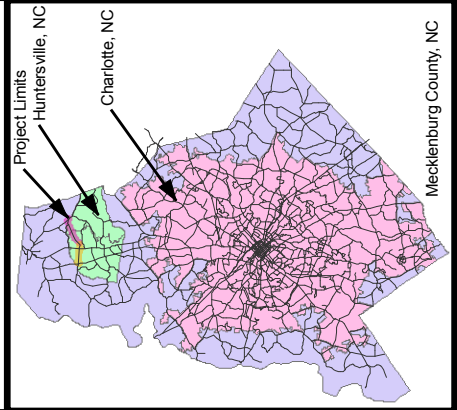 Project Limits
Huntersville, NC
Charlotte, NC
Mecklenburg County, NC